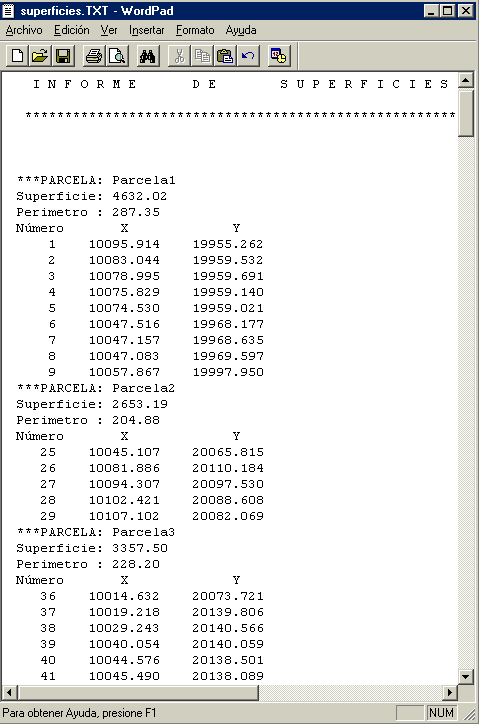 superficies.TXT - WordPad
Archivo Edición Ver Insertar Formato Ayuda
I N F O R M E D E S U P E R F I C I E S
******************************************************
***PARCELA: Parcela1
Superficie: 4632.02
Perimetro : 287.35
Número X Y
1 10095.914 19955.262
2 10083.044 19959.532
3 10078.995 19959.691
4 10075.829 19959.140
5 10074.530 19959.021
6 10047.516 19968.177
7 10047.157 19968.635
8 10047.083 19969.597
9 10057.867 19997.950
***PARCELA: Parcela2
Superficie: 2653.19
Perimetro : 204.88
Número X Y
25 10045.107 20065.815
26 10081.886 20110.184
27 10094.307 20097.530
28 10102.421 20088.608
29 10107.102 20082.069
***PARCELA: Parcela3
Superficie: 3357.50
Perimetro : 228.20
Número X Y
36 10014.632 20073.721
37 10019.218 20139.806
38 10029.243 20140.566
39 10040.054 20140.059
40 10044.576 20138.501
41 10045.490 20138.089
Para obtener Ayuda, presione F1 NUM